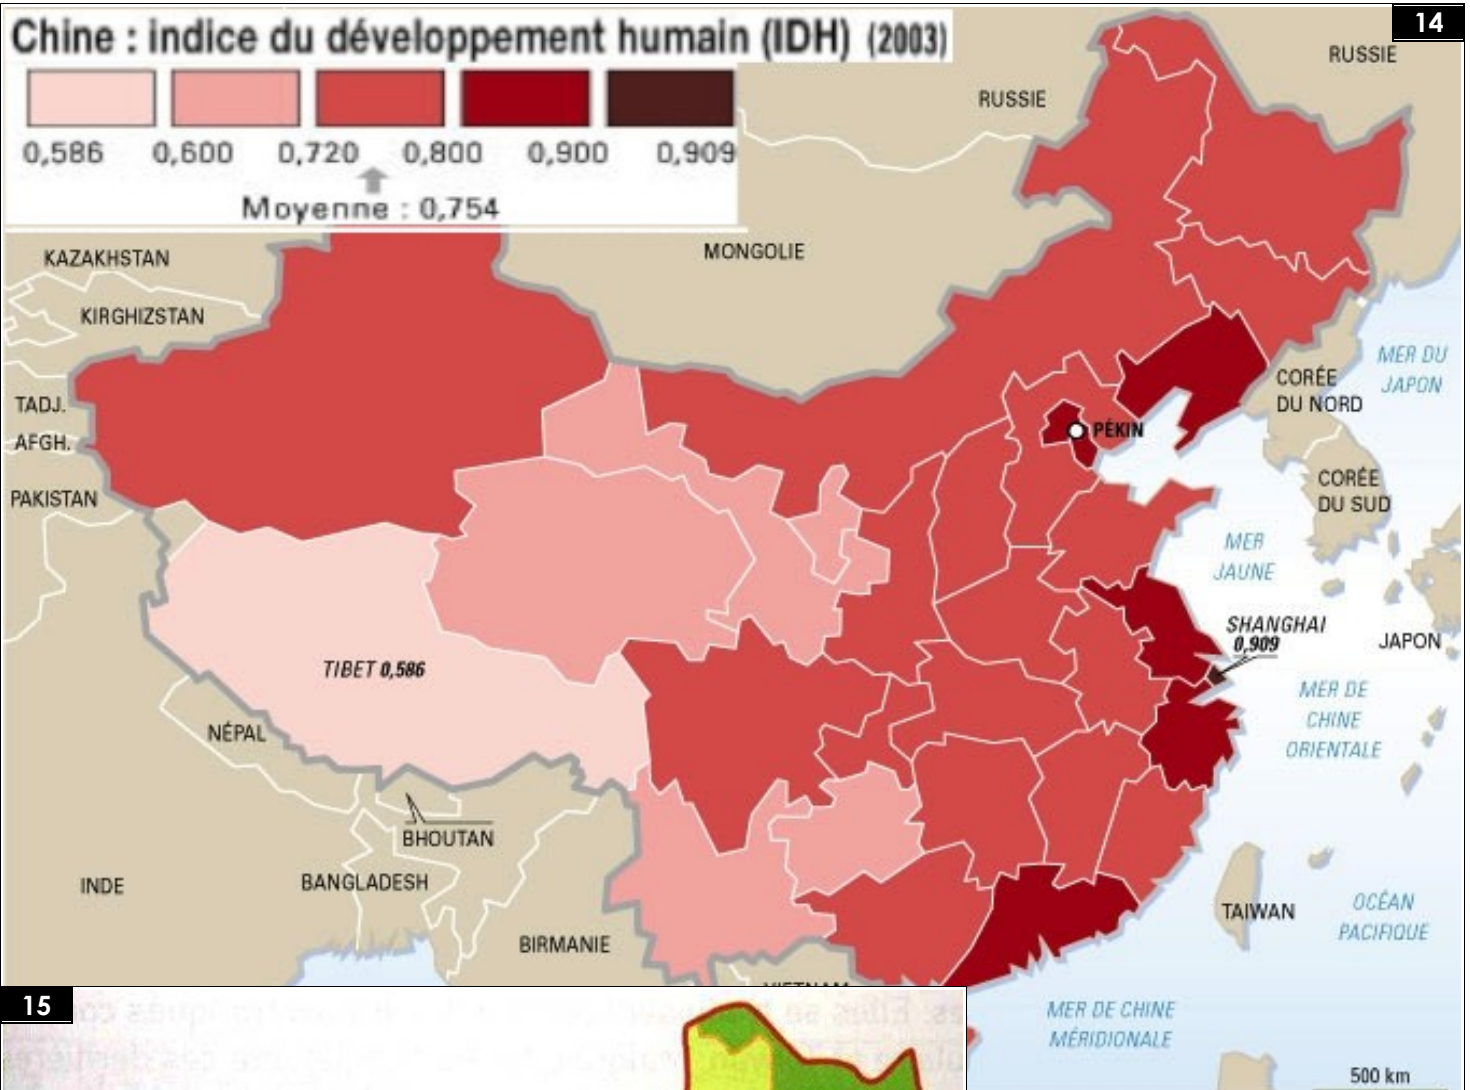 14
Chine : indice du développement humain (IDH) (2003)
0,586 0,600 0,720 0,800 0,900 0,909
Moyenne : 0,754
RUSSIE
RUSSIE
MONGOLIE
KAZAKHSTAN
KIRGHIZSTAN
TADJ.
AFGH.
PAKISTAN
CORÉE
DU NORD
MER DU
JAPON
PÉKIN
CORÉE
DU SUD
MER
JAUNE
SHANGHAI
0,909
JAPON
TIBET 0,586
MER DE
CHINE
ORIENTALE
NÉPAL
BHOUTAN
INDE
BANGLADESH
BIRMANIE
TAIWAN
OCÉAN
PACIFIQUE
VIETNAM
MER DE CHINE
MÉRIDIONALE
500 km
15